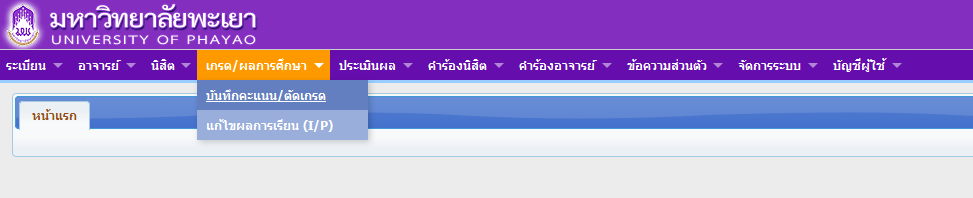 มหาวิทยาลัยพะเยา
UNIVERSITY OF PHAYAO
ระเบียน อาจารย์ นิสิต เกรด/ผลการศึกษา ประเมินผล คำร้องนิสิต คำร้องอาจารย์ ข้อความส่วนตัว จัดการระบบ บัญชีผู้ใช้
บันทึกคะแนน/ตัดเกรด
หน้าแรก
แก้ไขผลการเรียน (I/P)